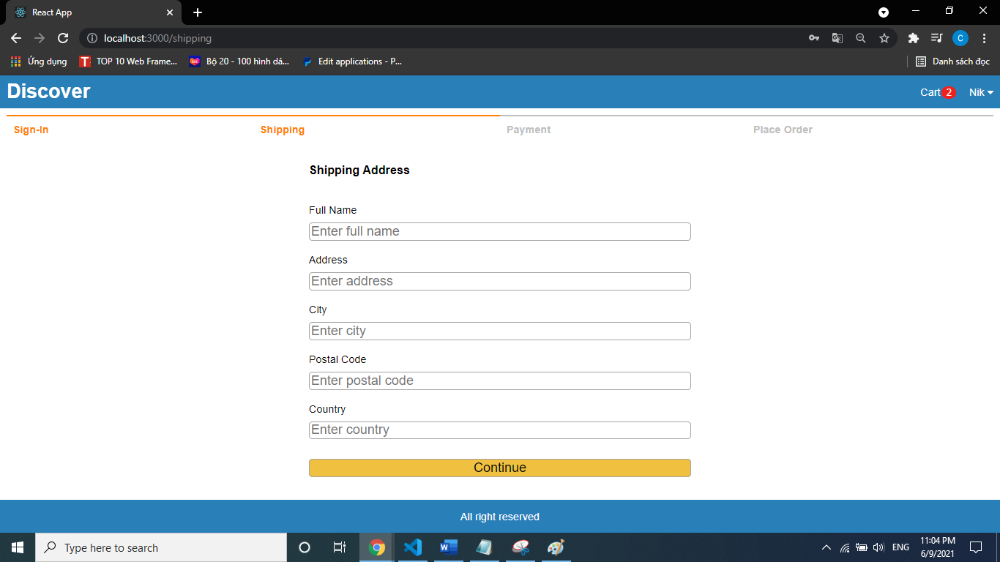 React App
localhost:3000/shipping
C
Ứng dụng
TOP 10 Web Frame...
Bộ 20 - 100 hình dá...
Edit applications - P...
Danh sách đọc
Discover
Cart 2
Nik
Sign-In
Shipping
Payment
Place Order
Shipping Address
Full Name
Enter full name
Address
Enter address
City
Enter city
Postal Code
Enter postal code
Country
Enter country
Continue
All right reserved
Type here to search
ENG
11:04 PM
6/9/2021